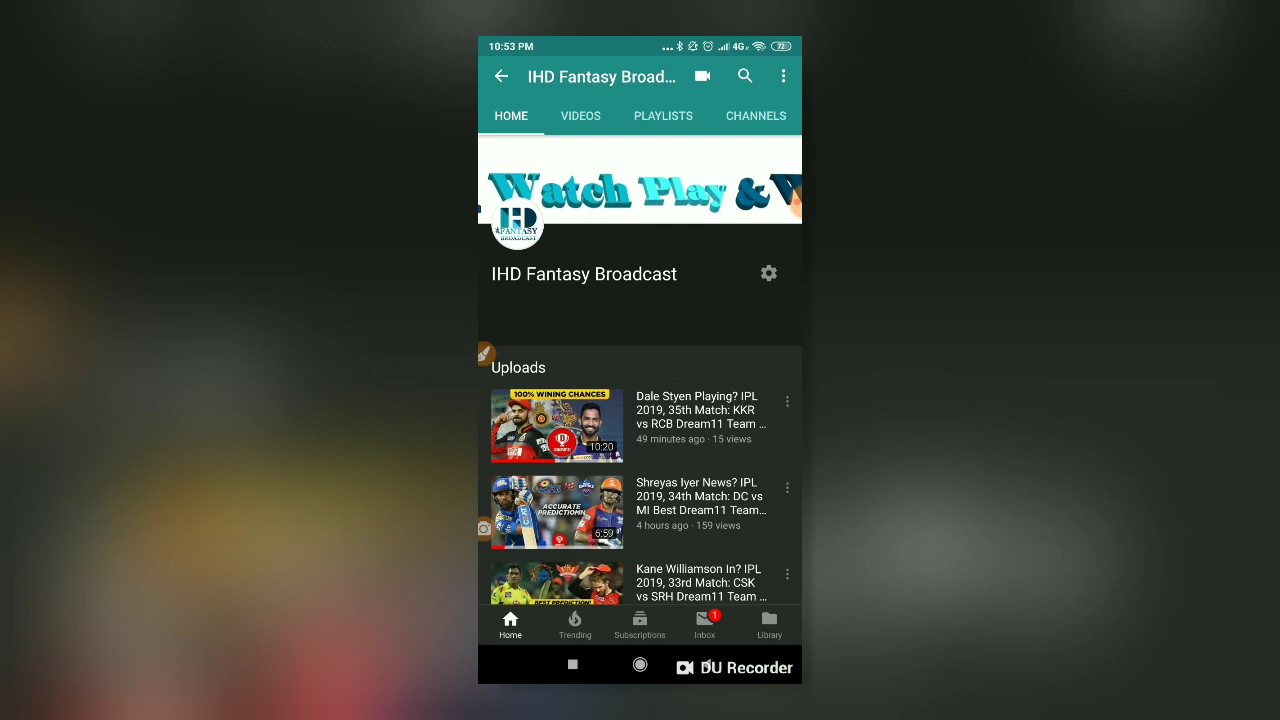 10:53 PM
4G
72
IHD Fantasy Broad...
HOME VIDEOS PLAYLISTS CHANNELS
Watch Play & W
IHD
FANTASY
BROADCAST
IHD Fantasy Broadcast
Uploads
100% WINING CHANCES
10:20
Dale Styen Playing? IPL
2019, 35th Match: KKR
vs RCB Dream11 Team ...
49 minutes ago · 15 views
ACCURATE
PREDICTIOMN
6:59
Shreyas Iyer News? IPL
2019, 34th Match: DC vs
MI Best Dream11 Team...
4 hours ago · 159 views
BEST PREDICTION!
Kane Williamson In? IPL
2019, 33rd Match: CSK
vs SRH Dream11 Team ...
1
Home Trending Subscriptions Inbox Library
DU Recorder